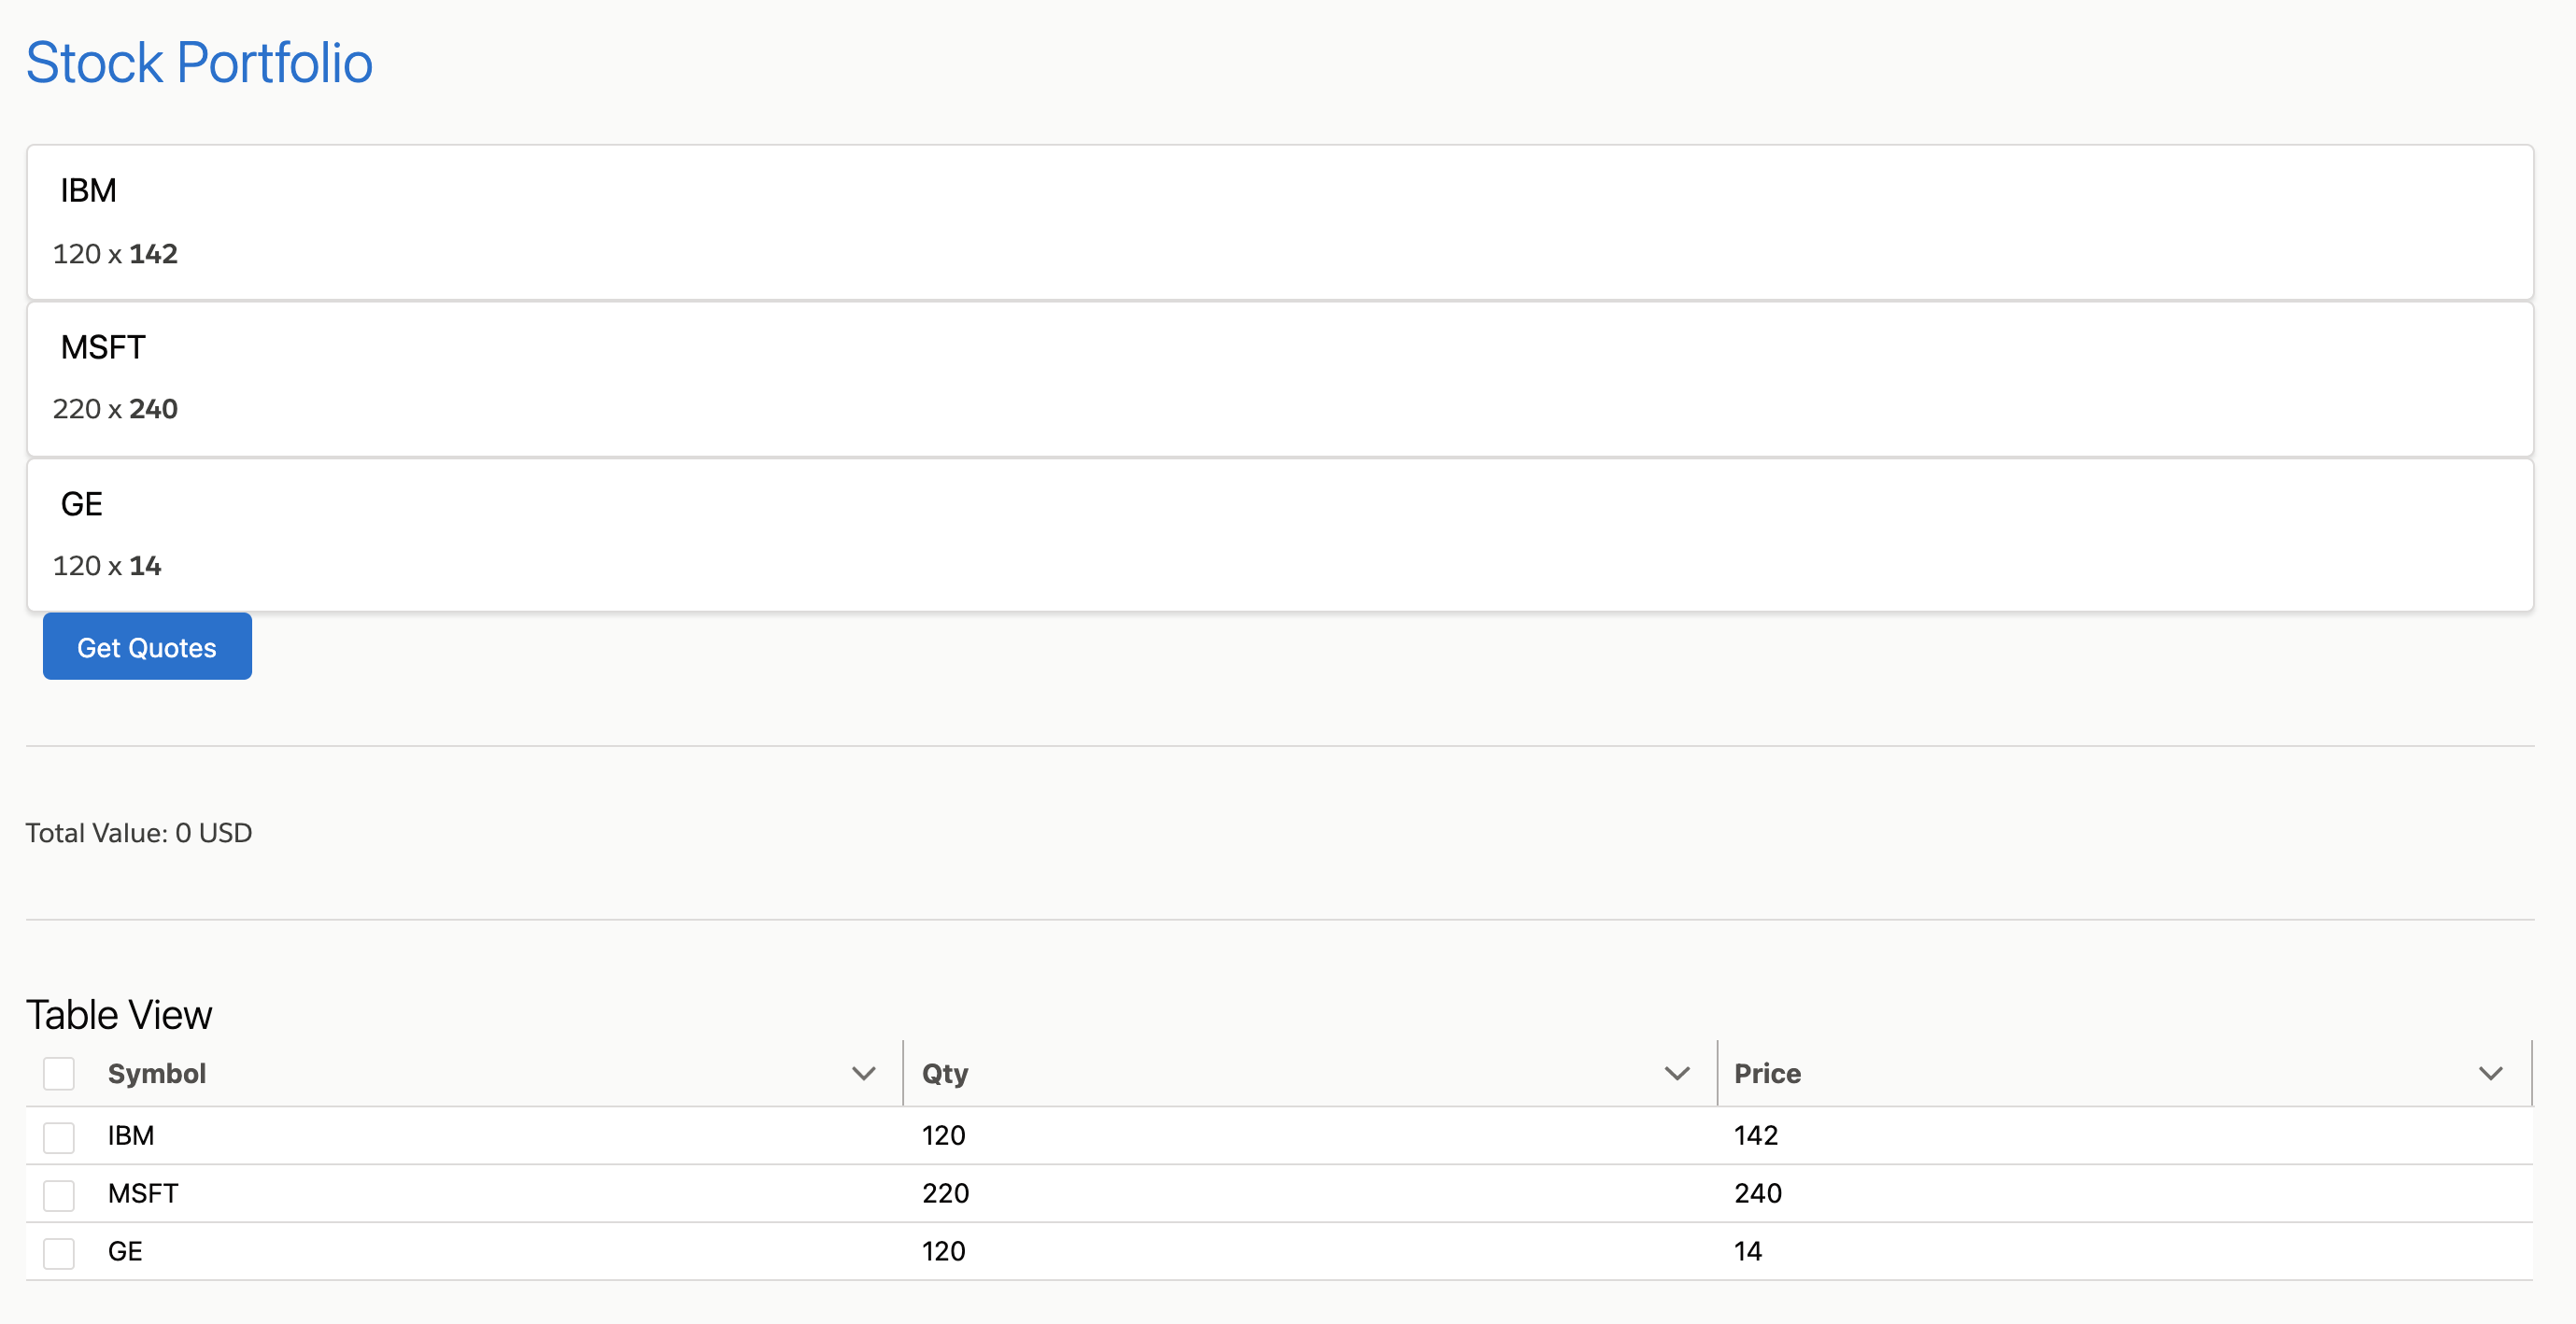 Stock Portfolio
IBM
120 x 142
MSFT
220 x 240
GE
120 x 14
Get Quotes
Total Value: 0 USD
Table View
Symbol Qty Price
IBM 120 142
MSFT 220 240
GE 120 14